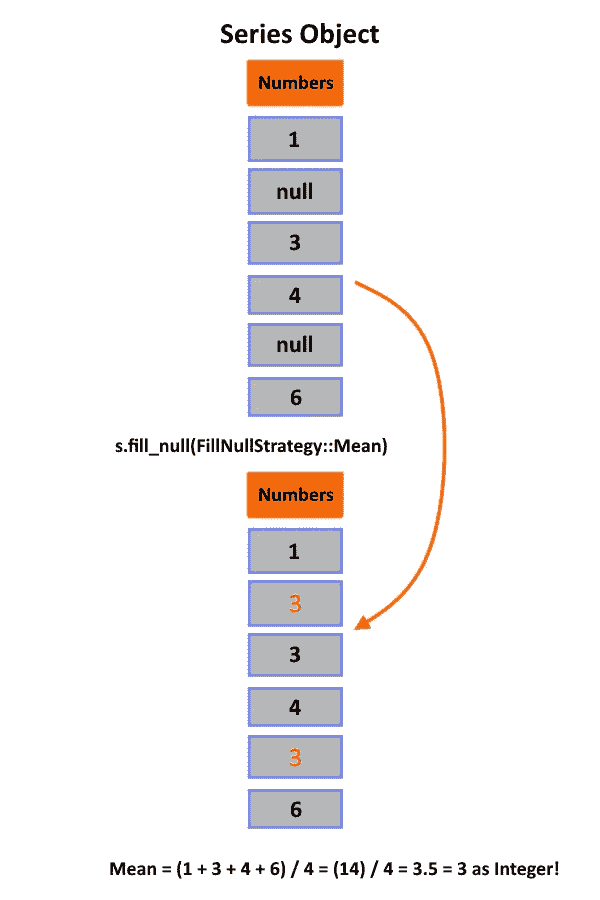 Series Object
Numbers
1
null
3
4
null
6
s.fill_null(FillNullStrategy::Mean)
Numbers
1
3
3
4
3
6
Mean = (1 + 3 + 4 + 6) / 4 = (14) / 4 = 3.5 = 3 as Integer!